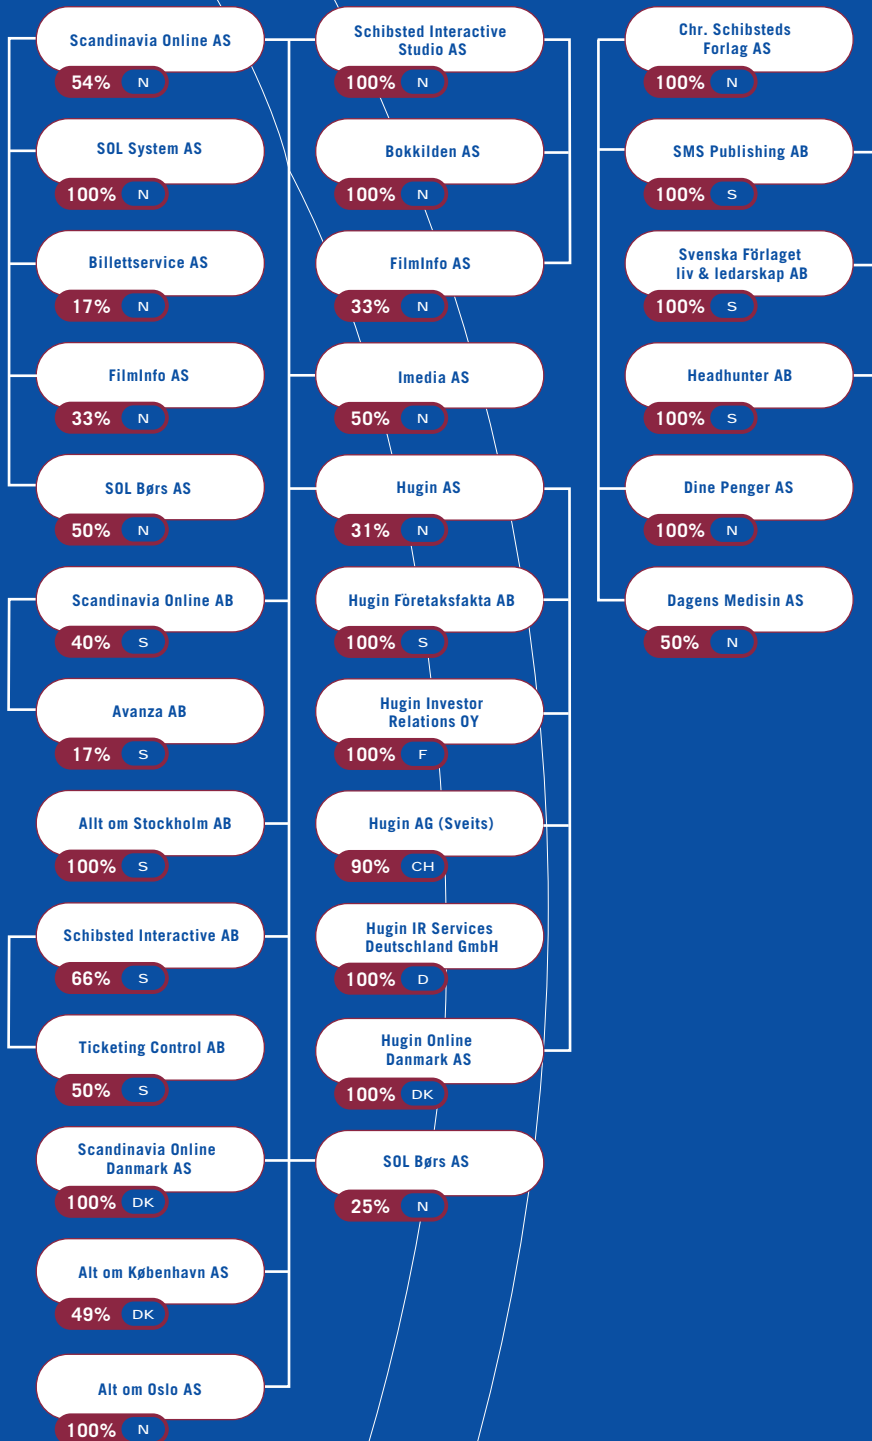 Scandinavia Online AS
54% N
SOL System AS
100% N
Billettservice AS
17% N
FilmInfo AS
33% N
SOL Børs AS
50% N
Scandinavia Online AB
40% S
Avanza AB
17% S
Allt om Stockholm AB
100% S
Schibsted Interactive AB
66% S
Ticketing Control AB
50% S
Scandinavia Online
Danmark AS
100% DK
Alt om København AS
49% DK
Alt om Oslo AS
100% N
Schibsted Interactive
Studio AS
100% N
Bokkilden AS
100% N
FilmInfo AS
33% N
Imedia AS
50% N
Hugin AS
31% N
Hugin Företaksfakta AB
100% S
Hugin Investor
Relations OY
100% F
Hugin AG (Sveits)
90% CH
Hugin IR Services
Deutschland GmbH
100% D
Hugin Online
Danmark AS
100% DK
SOL Børs AS
25% N
Chr. Schibsteds
Forlag AS
100% N
SMS Publishing AB
100% S
Svenska Förlaget
liv & ledarskap AB
100% S
Headhunter AB
100% S
Dine Penger AS
100% N
Dagens Medisin AS
50% N